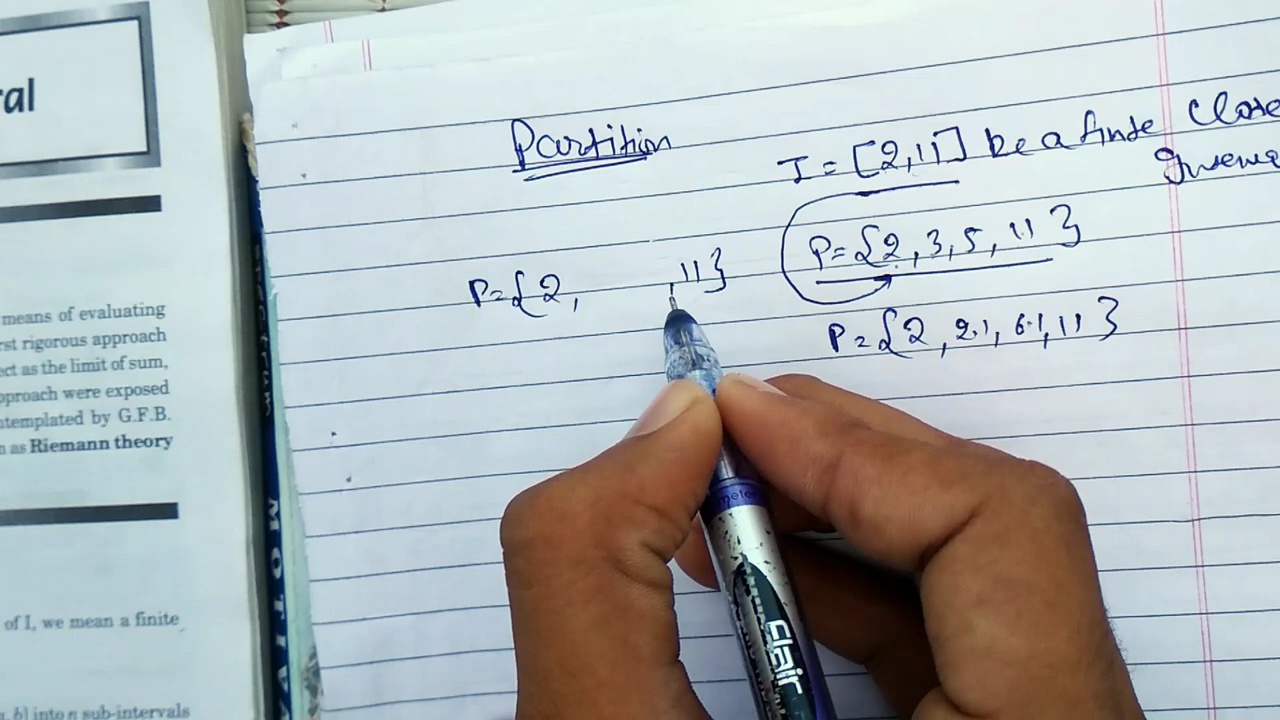 ral
means of evaluating
rst rigorous approach
ect as the limit of sum,
pproach were exposed
ntemplated by G.F.B.
n as Riemann theory
of I, we mean a finite
b] into n sub-intervals
Partition
I = [2,11] be a finite Close
P={2,3,5,11}
P={2, ,11}
P={2,2.1,6.1,11}
Clair